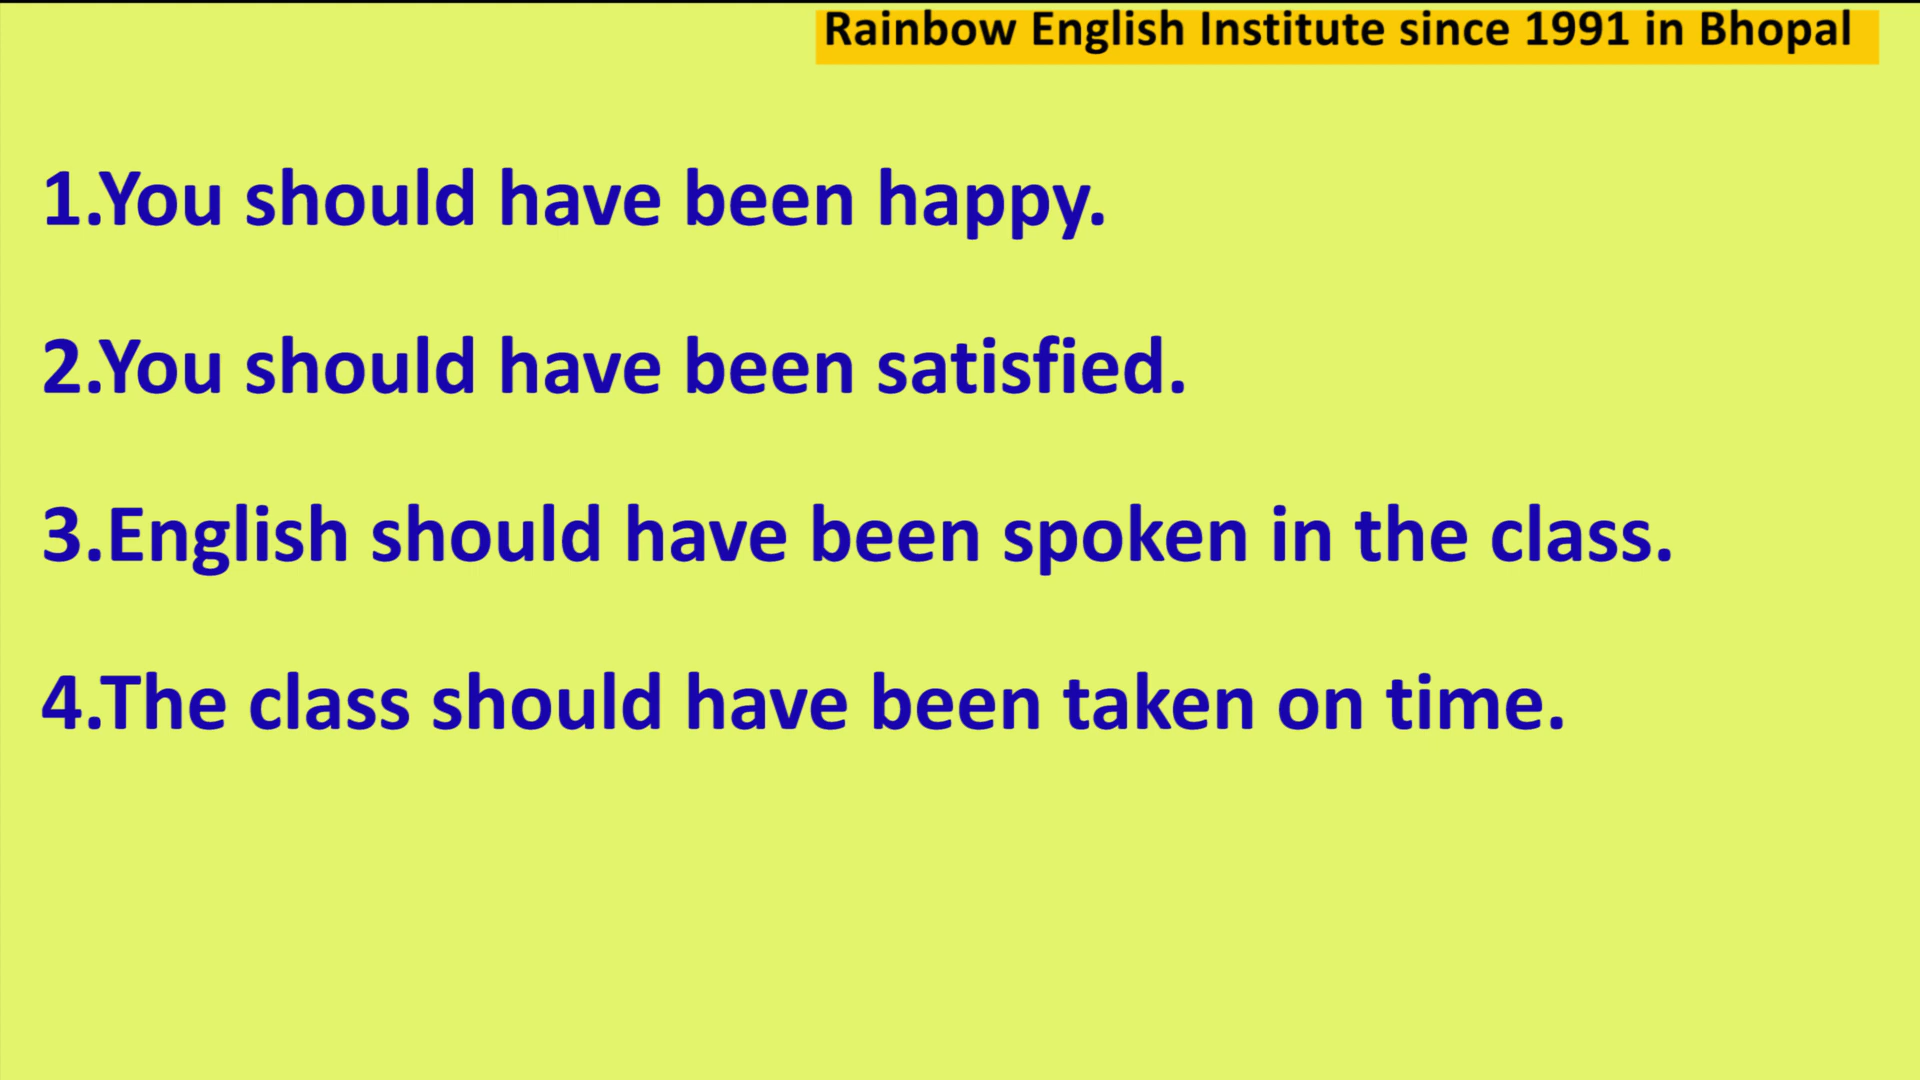 Rainbow English Institute since 1991 in Bhopal
1.You should have been happy.
2.You should have been satisfied.
3.English should have been spoken in the class.
4.The class should have been taken on time.